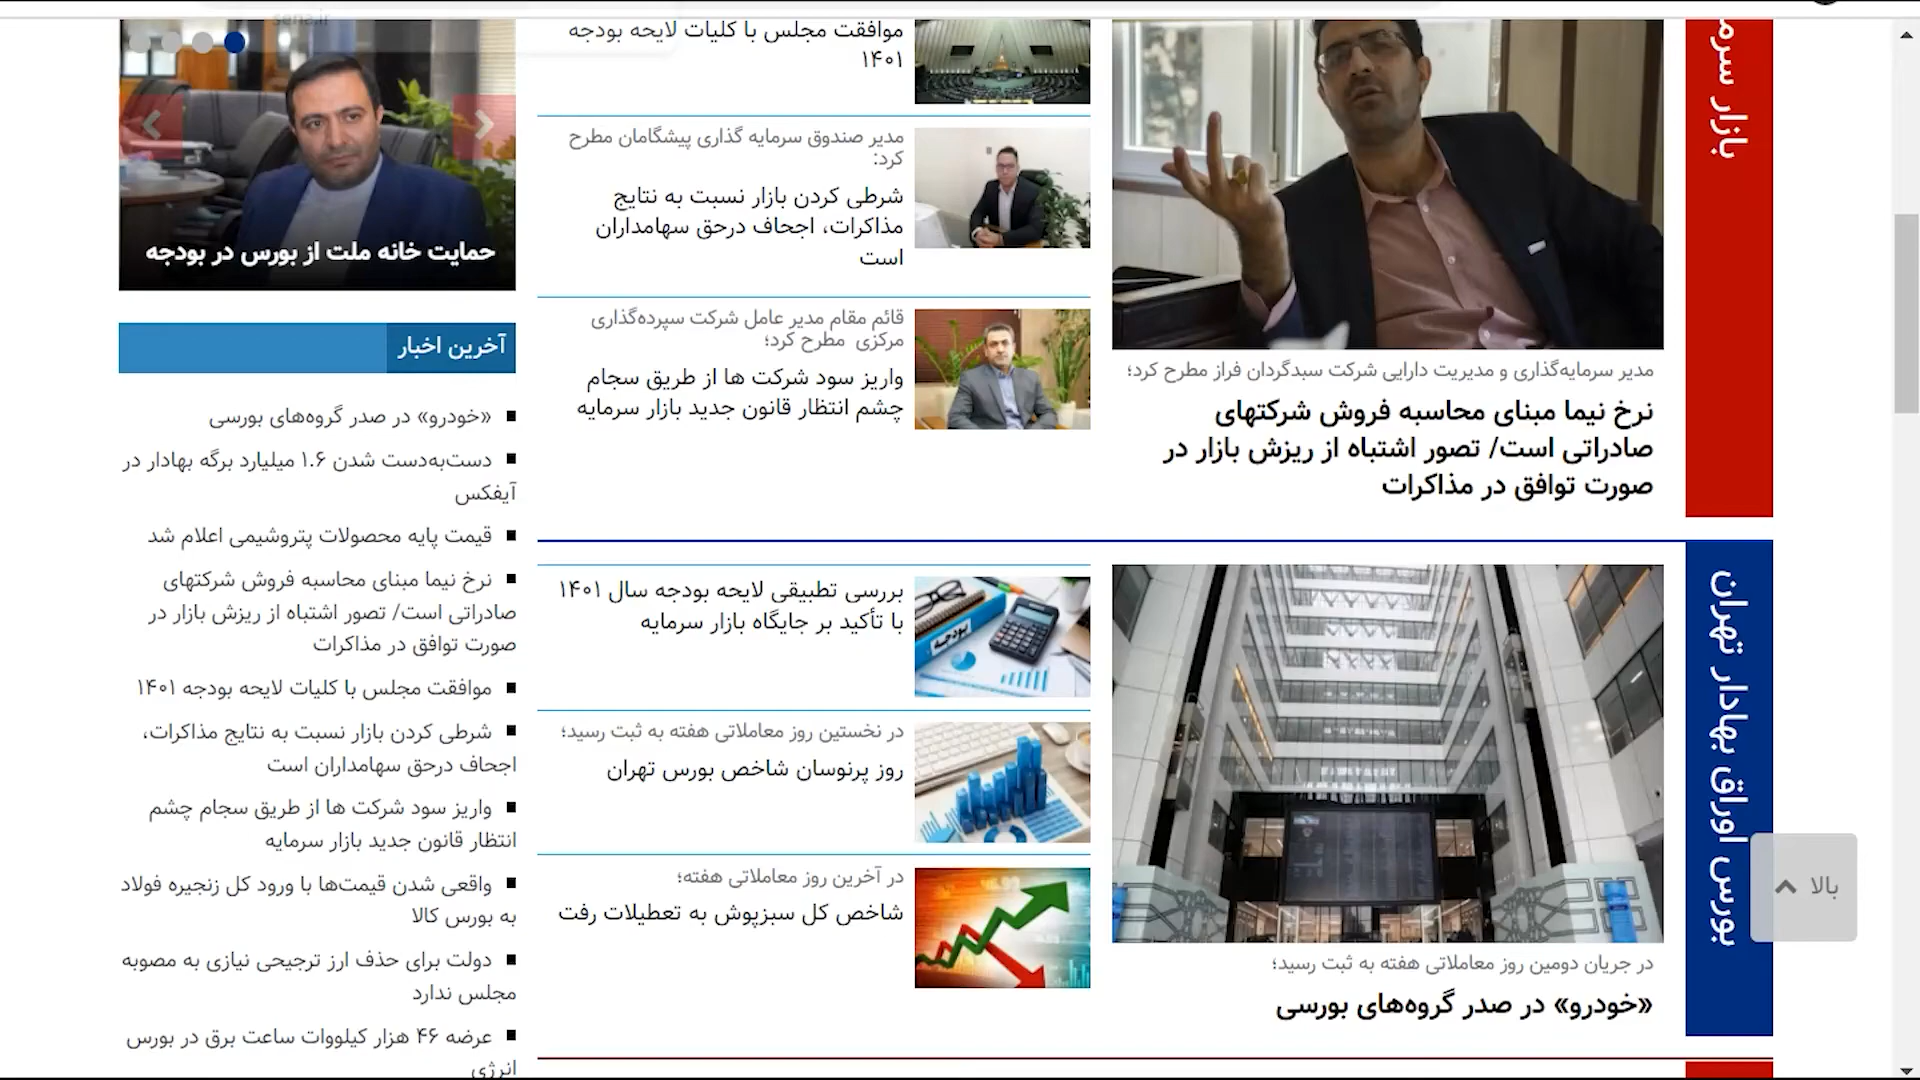 sena.ir
بازار سرم
مدیر سرمایه‌گذاری و مدیریت دارایی شرکت سبدگردان فراز مطرح کرد؛
نرخ نیما مبنای محاسبه فروش شرکتهای
صادراتی است/ تصور اشتباه از ریزش بازار در
صورت توافق در مذاکرات
موافقت مجلس با کلیات لایحه بودجه
۱۴۰۱
مدیر صندوق سرمایه گذاری پیشگامان مطرح
کرد:
شرطی کردن بازار نسبت به نتایج
مذاکرات، اجحاف درحق سهامداران
است
قائم مقام مدیر عامل شرکت سپرده‌گذاری
مرکزی مطرح کرد؛
واریز سود شرکت ها از طریق سجام
چشم انتظار قانون جدید بازار سرمایه
بورس اوراق بهادار تهران
در جریان دومین روز معاملاتی هفته به ثبت رسید؛
«خودرو» در صدر گروه‌های بورسی
بررسی تطبیقی لایحه بودجه سال ۱۴۰۱
با تأکید بر جایگاه بازار سرمایه
بودجه
در نخستین روز معاملاتی هفته به ثبت رسید؛
روز پرنوسان شاخص بورس تهران
در آخرین روز معاملاتی هفته؛
شاخص کل سبزپوش به تعطیلات رفت
حمایت خانه ملت از بورس در بودجه
آخرین اخبار
«خودرو» در صدر گروه‌های بورسی
دست‌به‌دست شدن ۱.۶ میلیارد برگه بهادار در
آیفکس
قیمت پایه محصولات پتروشیمی اعلام شد
نرخ نیما مبنای محاسبه فروش شرکتهای
صادراتی است/ تصور اشتباه از ریزش بازار در
صورت توافق در مذاکرات
موافقت مجلس با کلیات لایحه بودجه ۱۴۰۱
شرطی کردن بازار نسبت به نتایج مذاکرات،
اجحاف درحق سهامداران است
واریز سود شرکت ها از طریق سجام چشم
انتظار قانون جدید بازار سرمایه
واقعی شدن قیمت‌ها با ورود کل زنجیره فولاد
به بورس کالا
دولت برای حذف ارز ترجیحی نیازی به مصوبه
مجلس ندارد
عرضه ۴۶ هزار کیلووات ساعت برق در بورس
انرژی
بالا